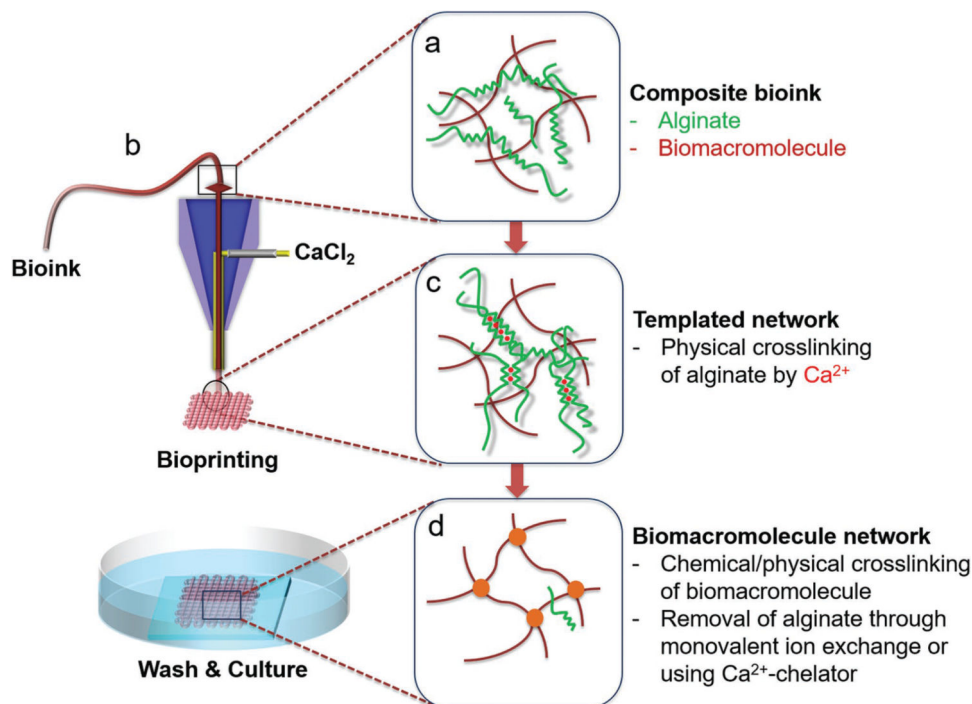 a
Composite bioink
- Alginate
- Biomacromolecule
b
Bioink
CaCl₂
c
Templated network
- Physical crosslinking
of alginate by Ca²⁺
Bioprinting
d
Biomacromolecule network
- Chemical/physical crosslinking
of biomacromolecule
- Removal of alginate through
monovalent ion exchange or
using Ca²⁺-chelator
Wash & Culture